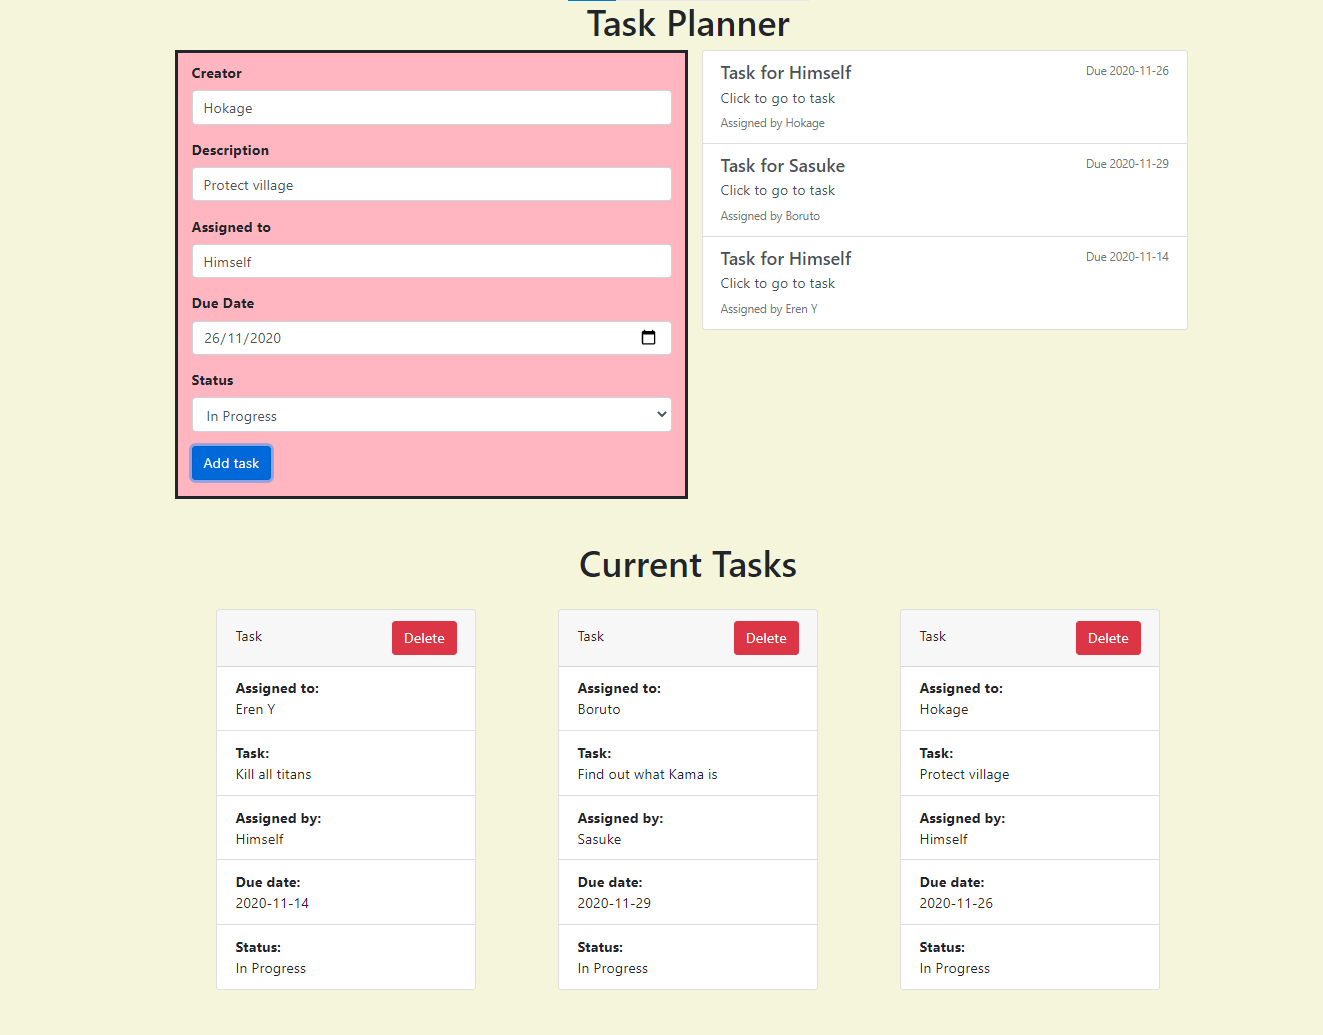 Task Planner
Creator
Hokage
Description
Protect village
Assigned to
Himself
Due Date
26/11/2020
Status
In Progress
Add task
Task for Himself
Due 2020-11-26
Click to go to task
Assigned by Hokage
Task for Sasuke
Due 2020-11-29
Click to go to task
Assigned by Boruto
Task for Himself
Due 2020-11-14
Click to go to task
Assigned by Eren Y
Current Tasks
Task
Delete
Assigned to:
Eren Y
Task:
Kill all titans
Assigned by:
Himself
Due date:
2020-11-14
Status:
In Progress
Task
Delete
Assigned to:
Boruto
Task:
Find out what Kama is
Assigned by:
Sasuke
Due date:
2020-11-29
Status:
In Progress
Task
Delete
Assigned to:
Hokage
Task:
Protect village
Assigned by:
Himself
Due date:
2020-11-26
Status:
In Progress